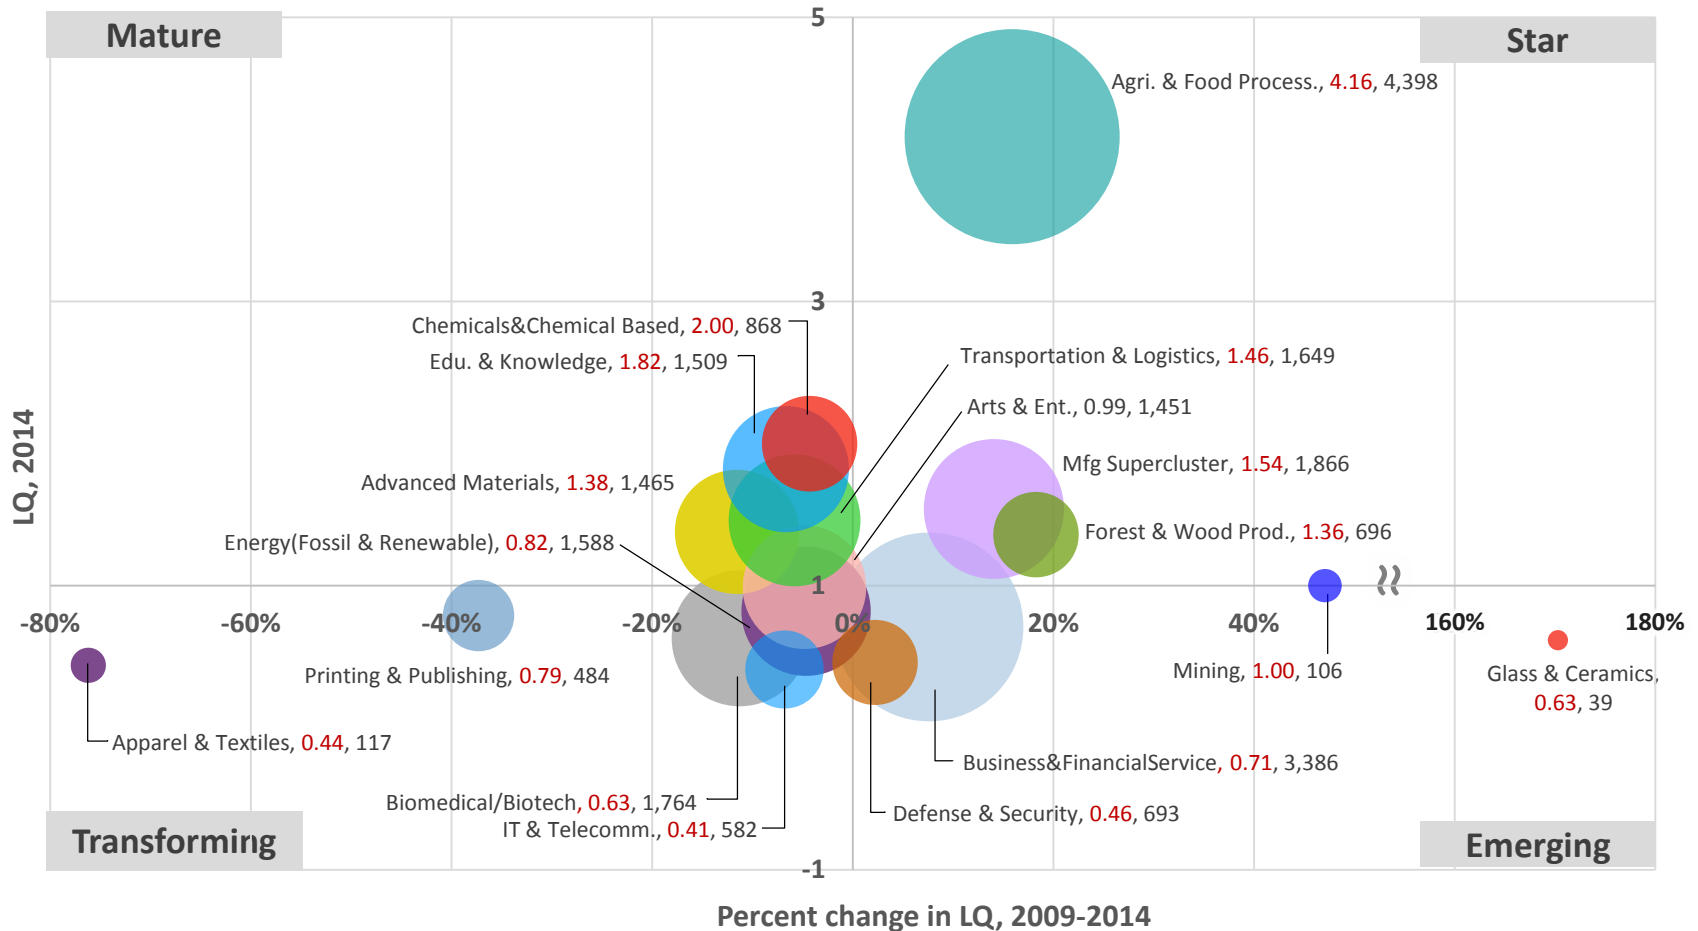 5
Mature
Star
Agri. & Food Process., 4.16, 4,398
3
Chemicals&Chemical Based, 2.00, 868
Edu. & Knowledge, 1.82, 1,509
Transportation & Logistics, 1.46, 1,649
Arts & Ent., 0.99, 1,451
Mfg Supercluster, 1.54, 1,866
Advanced Materials, 1.38, 1,465
LQ, 2014
Forest & Wood Prod., 1.36, 696
Energy(Fossil & Renewable), 0.82, 1,588
1
-80%
-60%
-40%
-20%
0%
20%
40%
160%
180%
Printing & Publishing, 0.79, 484
Mining, 1.00, 106
Glass & Ceramics,
0.63, 39
Apparel & Textiles, 0.44, 117
Business&FinancialService, 0.71, 3,386
Biomedical/Biotech, 0.63, 1,764
Defense & Security, 0.46, 693
IT & Telecomm., 0.41, 582
Transforming
Emerging
-1
Percent change in LQ, 2009-2014